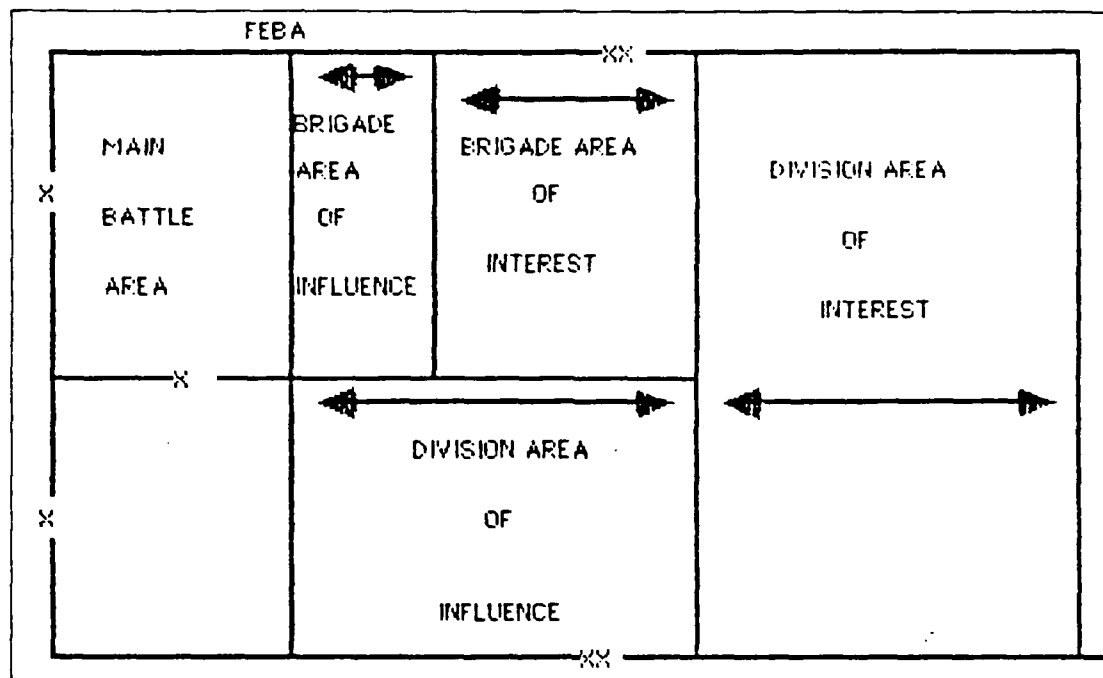 FEBA
XX
MAIN
BATTLE
AREA
BRIGADE
AREA
OF
INFLUENCE
BRIGADE AREA
OF
INTEREST
DIVISION AREA
OF
INTEREST
X
X
X
DIVISION AREA
OF
INFLUENCE
XX